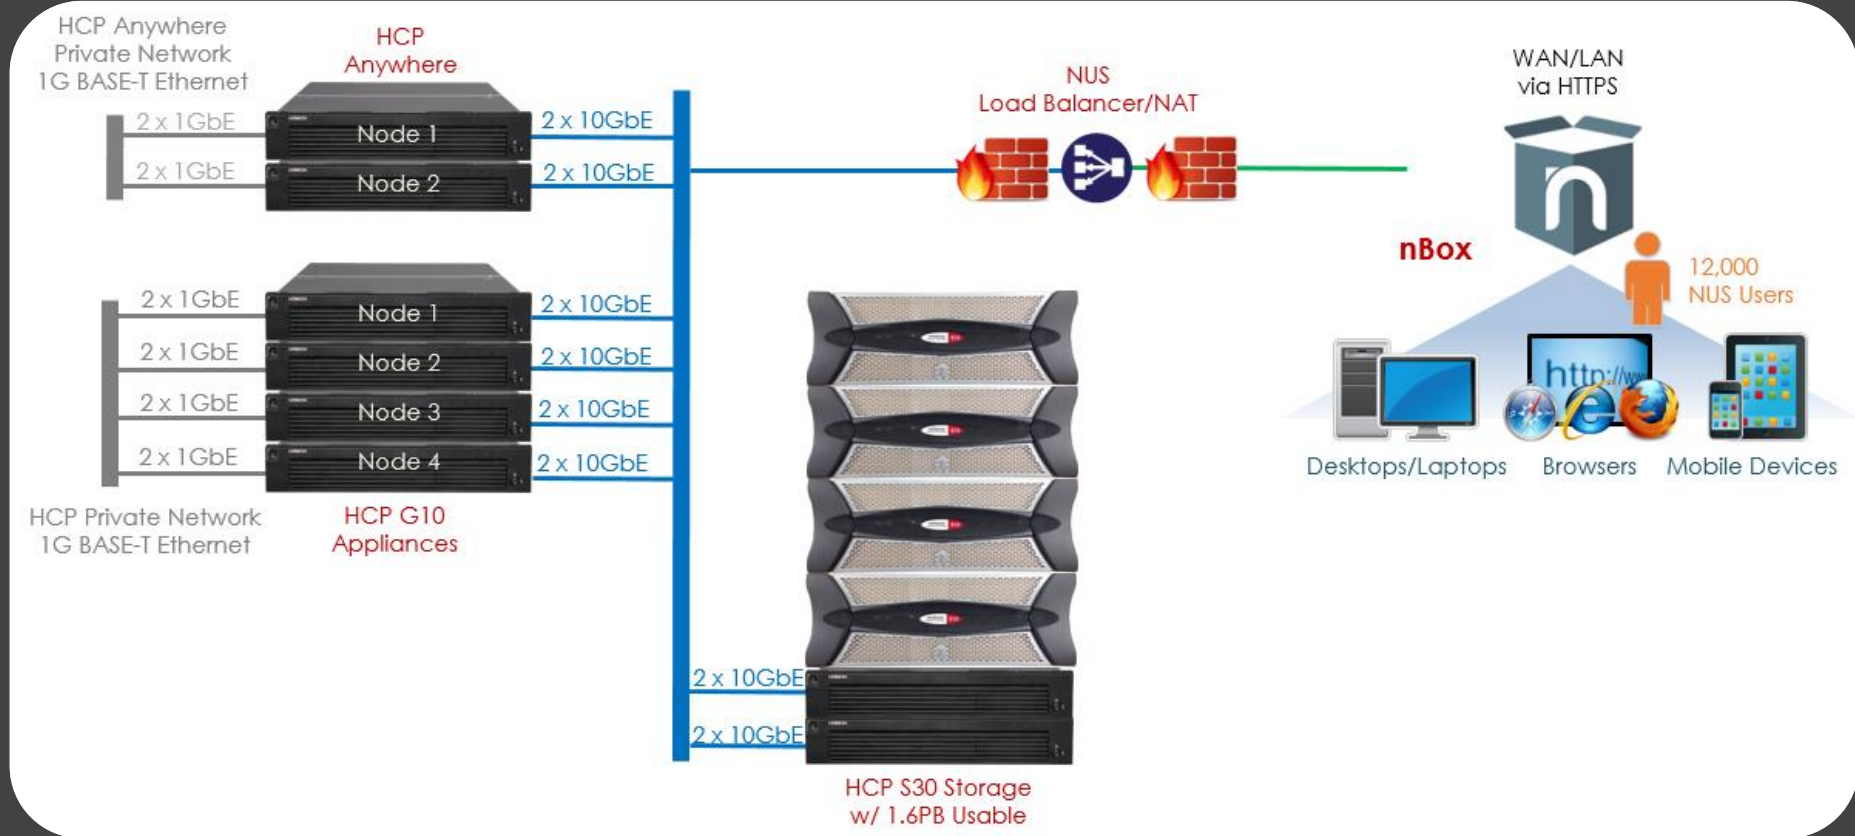 HCP Anywhere
Private Network
1G BASE-T Ethernet
HCP
Anywhere
2 x 1GbE
Node 1
2 x 10GbE
2 x 1GbE
Node 2
2 x 10GbE
NUS
Load Balancer/NAT
WAN/LAN
via HTTPS
n
nBox
12,000
NUS Users
2 x 1GbE
Node 1
2 x 10GbE
2 x 1GbE
Node 2
2 x 10GbE
2 x 1GbE
Node 3
2 x 10GbE
2 x 1GbE
Node 4
2 x 10GbE
HCP Private Network
1G BASE-T Ethernet
HCP G10
Appliances
http://ww
Desktops/Laptops
Browsers
Mobile Devices
2 x 10GbE
2 x 10GbE
HCP S30 Storage
w/ 1.6PB Usable